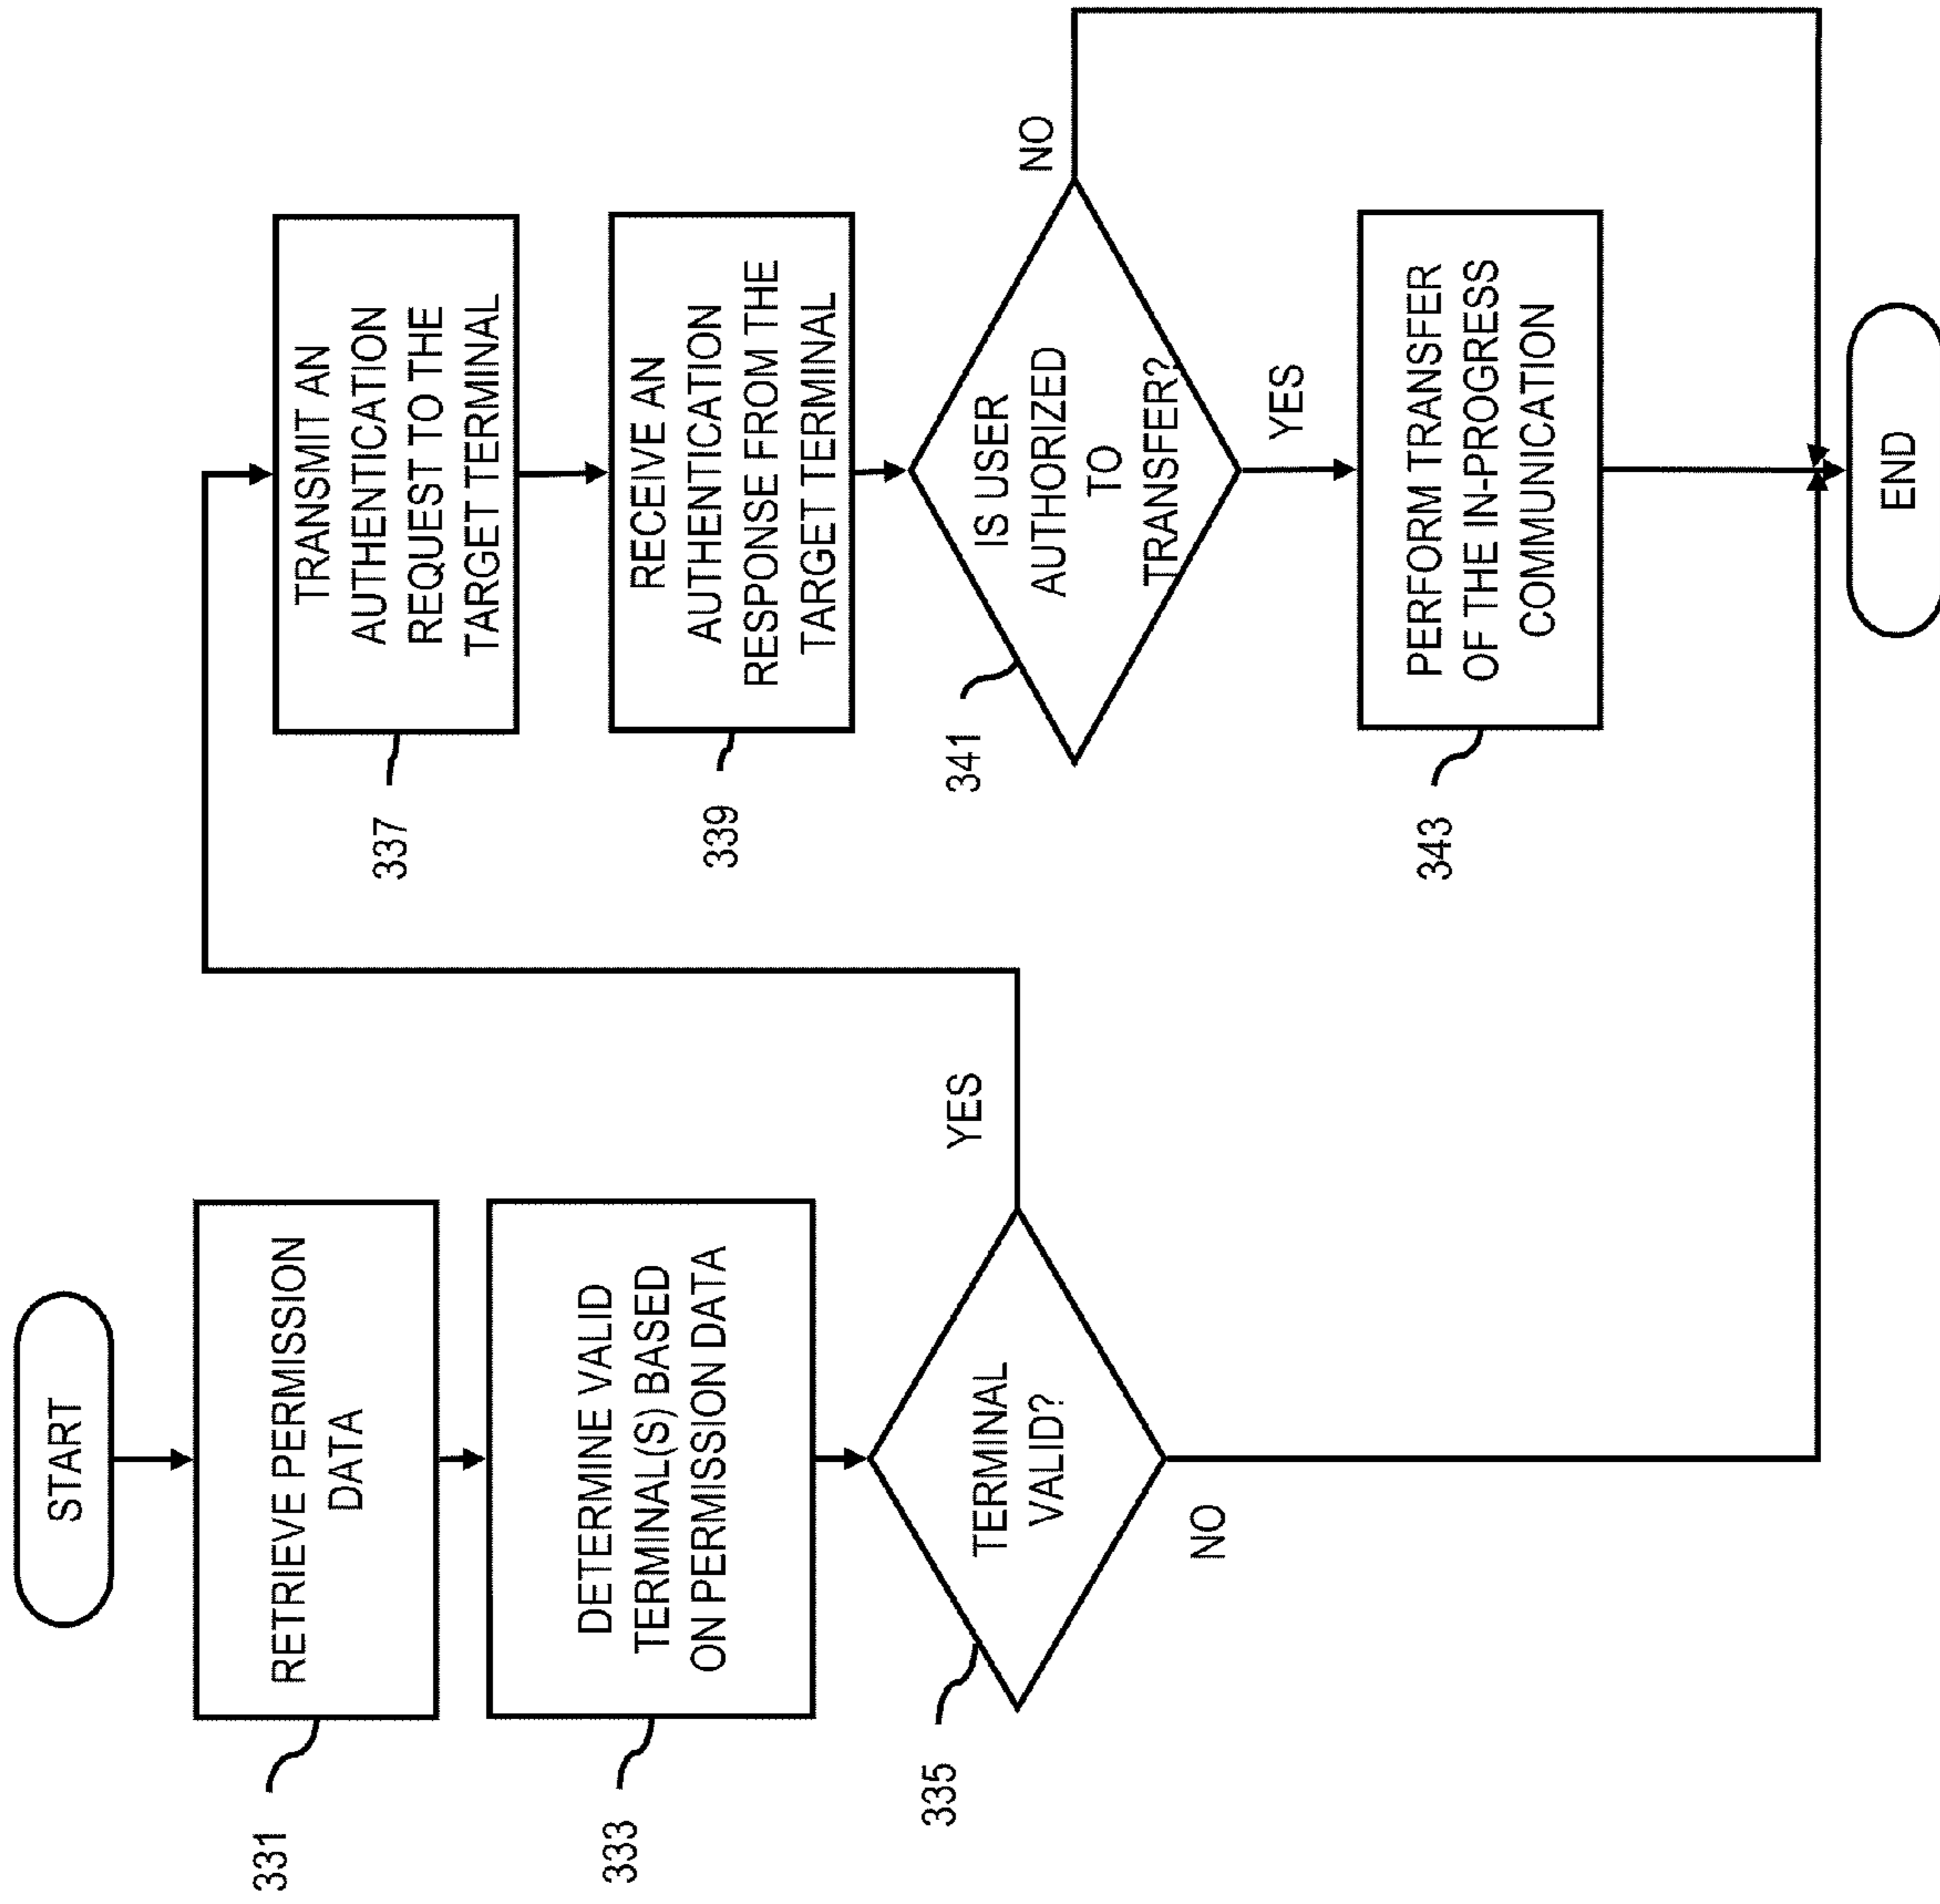 START
331
RETRIEVE PERMISSION
DATA
333
DETERMINE VALID
TERMINAL(S) BASED
ON PERMISSION DATA
335
TERMINAL
VALID?
YES
NO
337
TRANSMIT AN
AUTHENTICATION
REQUEST TO THE
TARGET TERMINAL
339
RECEIVE AN
AUTHENTICATION
RESPONSE FROM THE
TARGET TERMINAL
341
IS USER
AUTHORIZED
TO
TRANSFER?
NO
YES
343
PERFORM TRANSFER
OF THE IN-PROGRESS
COMMUNICATION
END